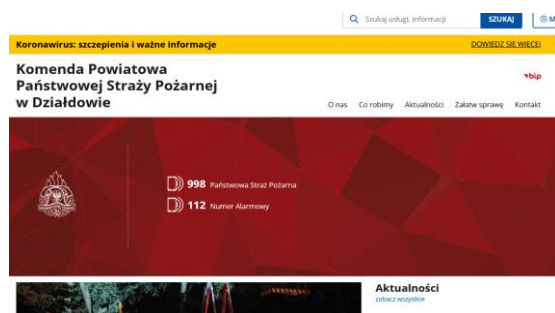 Szukaj usługi, informacji
SZUKAJ
M
Koronawirus: szczepienia i ważne informacje
DOWIEDZ SIĘ WIĘCEJ
Komenda Powiatowa
Państwowej Straży Pożarnej
w Działdowie
bip
O nas Co robimy Aktualności Załatw sprawę Kontakt
998 Państwowa Straż Pożarna
112 Numer Alarmowy
Aktualności
zobacz wszystkie